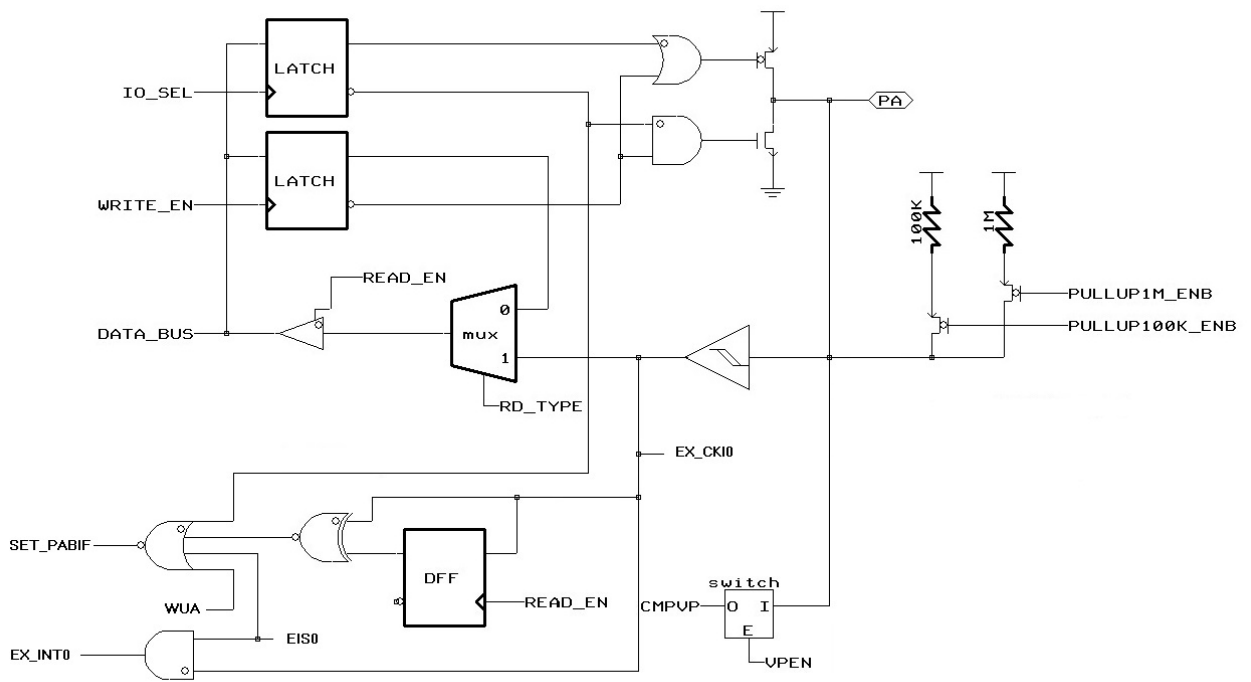 LATCH
IO_SEL
PA
LATCH
WRITE_EN
100K
1M
READ_EN
PULLUP1M_ENB
0
PULLUP100K_ENB
DATA_BUS
mux
1
RD_TYPE
EX_CKI0
SET_PABIF
DFF
switch
READ_EN
CMPVP
O I
WUA
E
EIS0
EX_INT0
VPEN